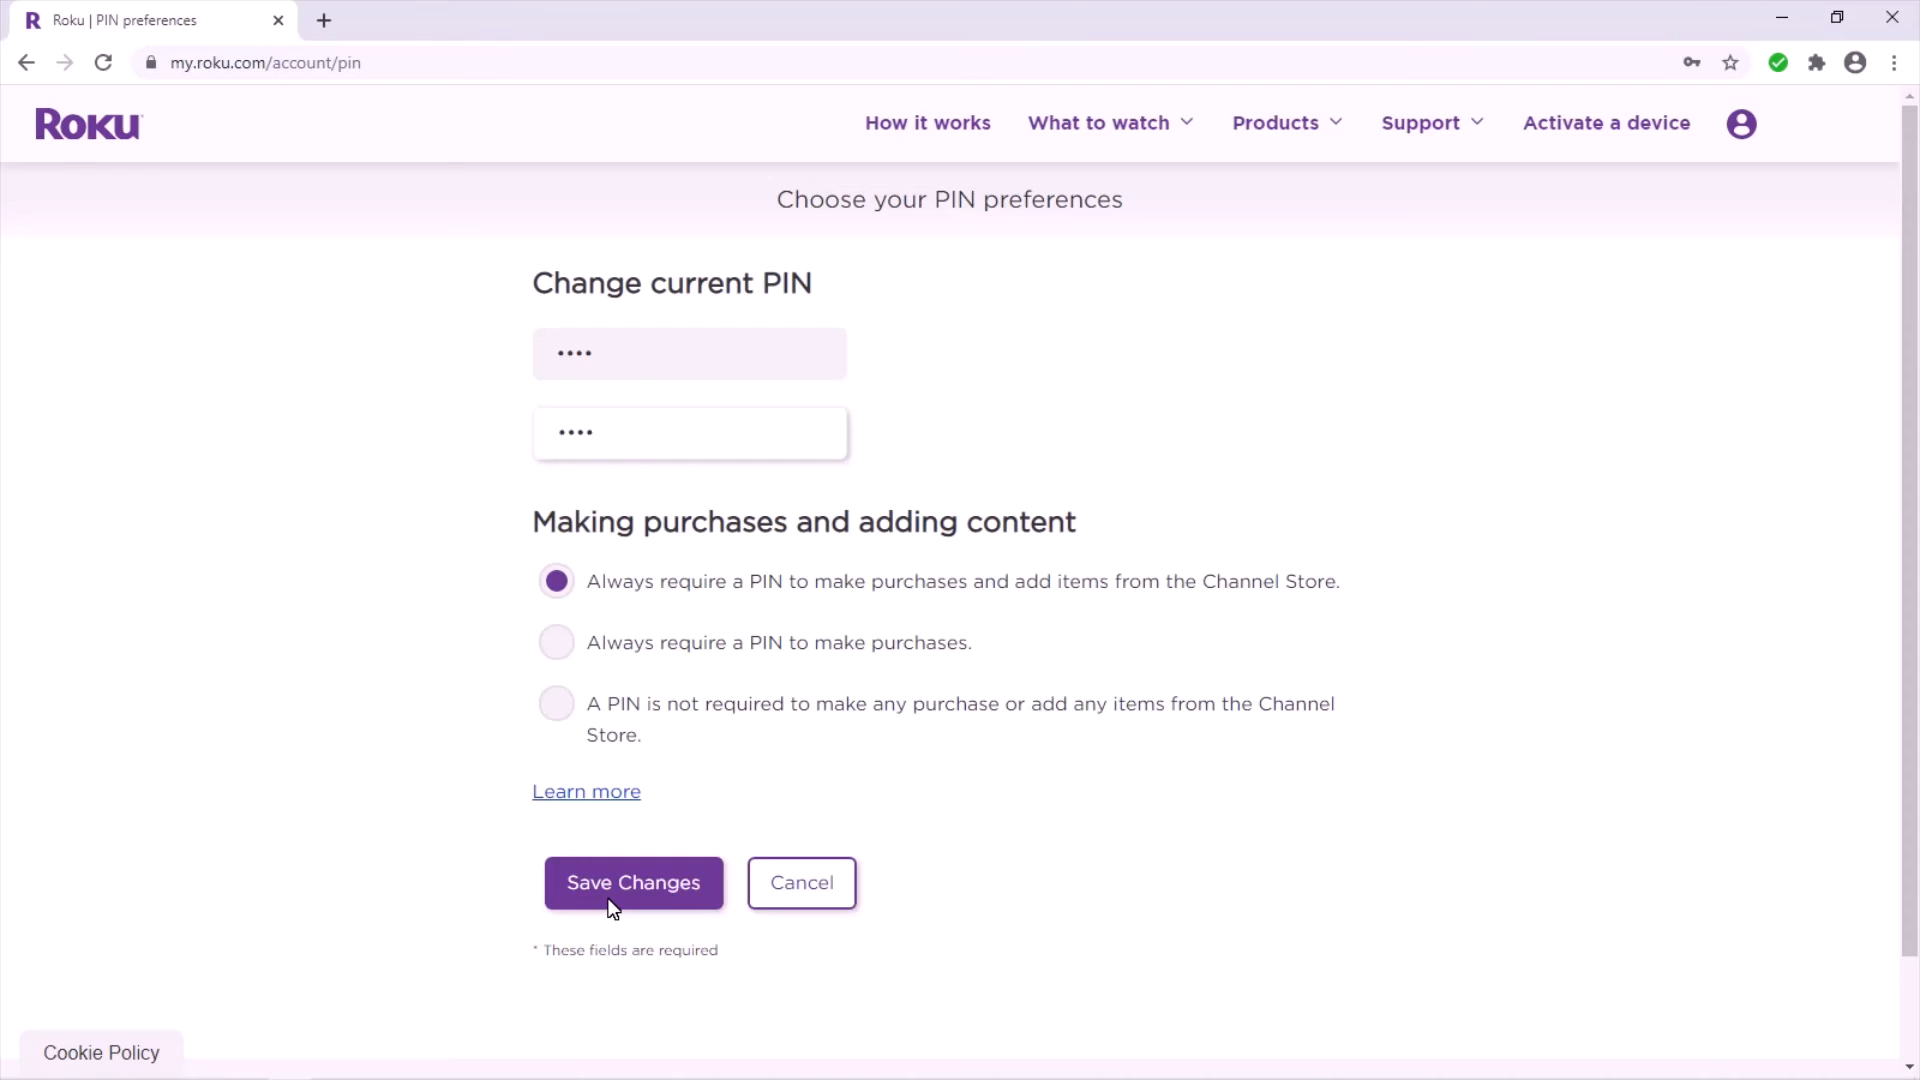 Roku | PIN preferences
my.roku.com/account/pin
ROKU
How it works
What to watch
Products
Support
Activate a device
Choose your PIN preferences
Change current PIN
••••
••••
Making purchases and adding content
Always require a PIN to make purchases and add items from the Channel Store.
Always require a PIN to make purchases.
A PIN is not required to make any purchase or add any items from the Channel
Store.
Learn more
Save Changes
Cancel
* These fields are required
Cookie Policy